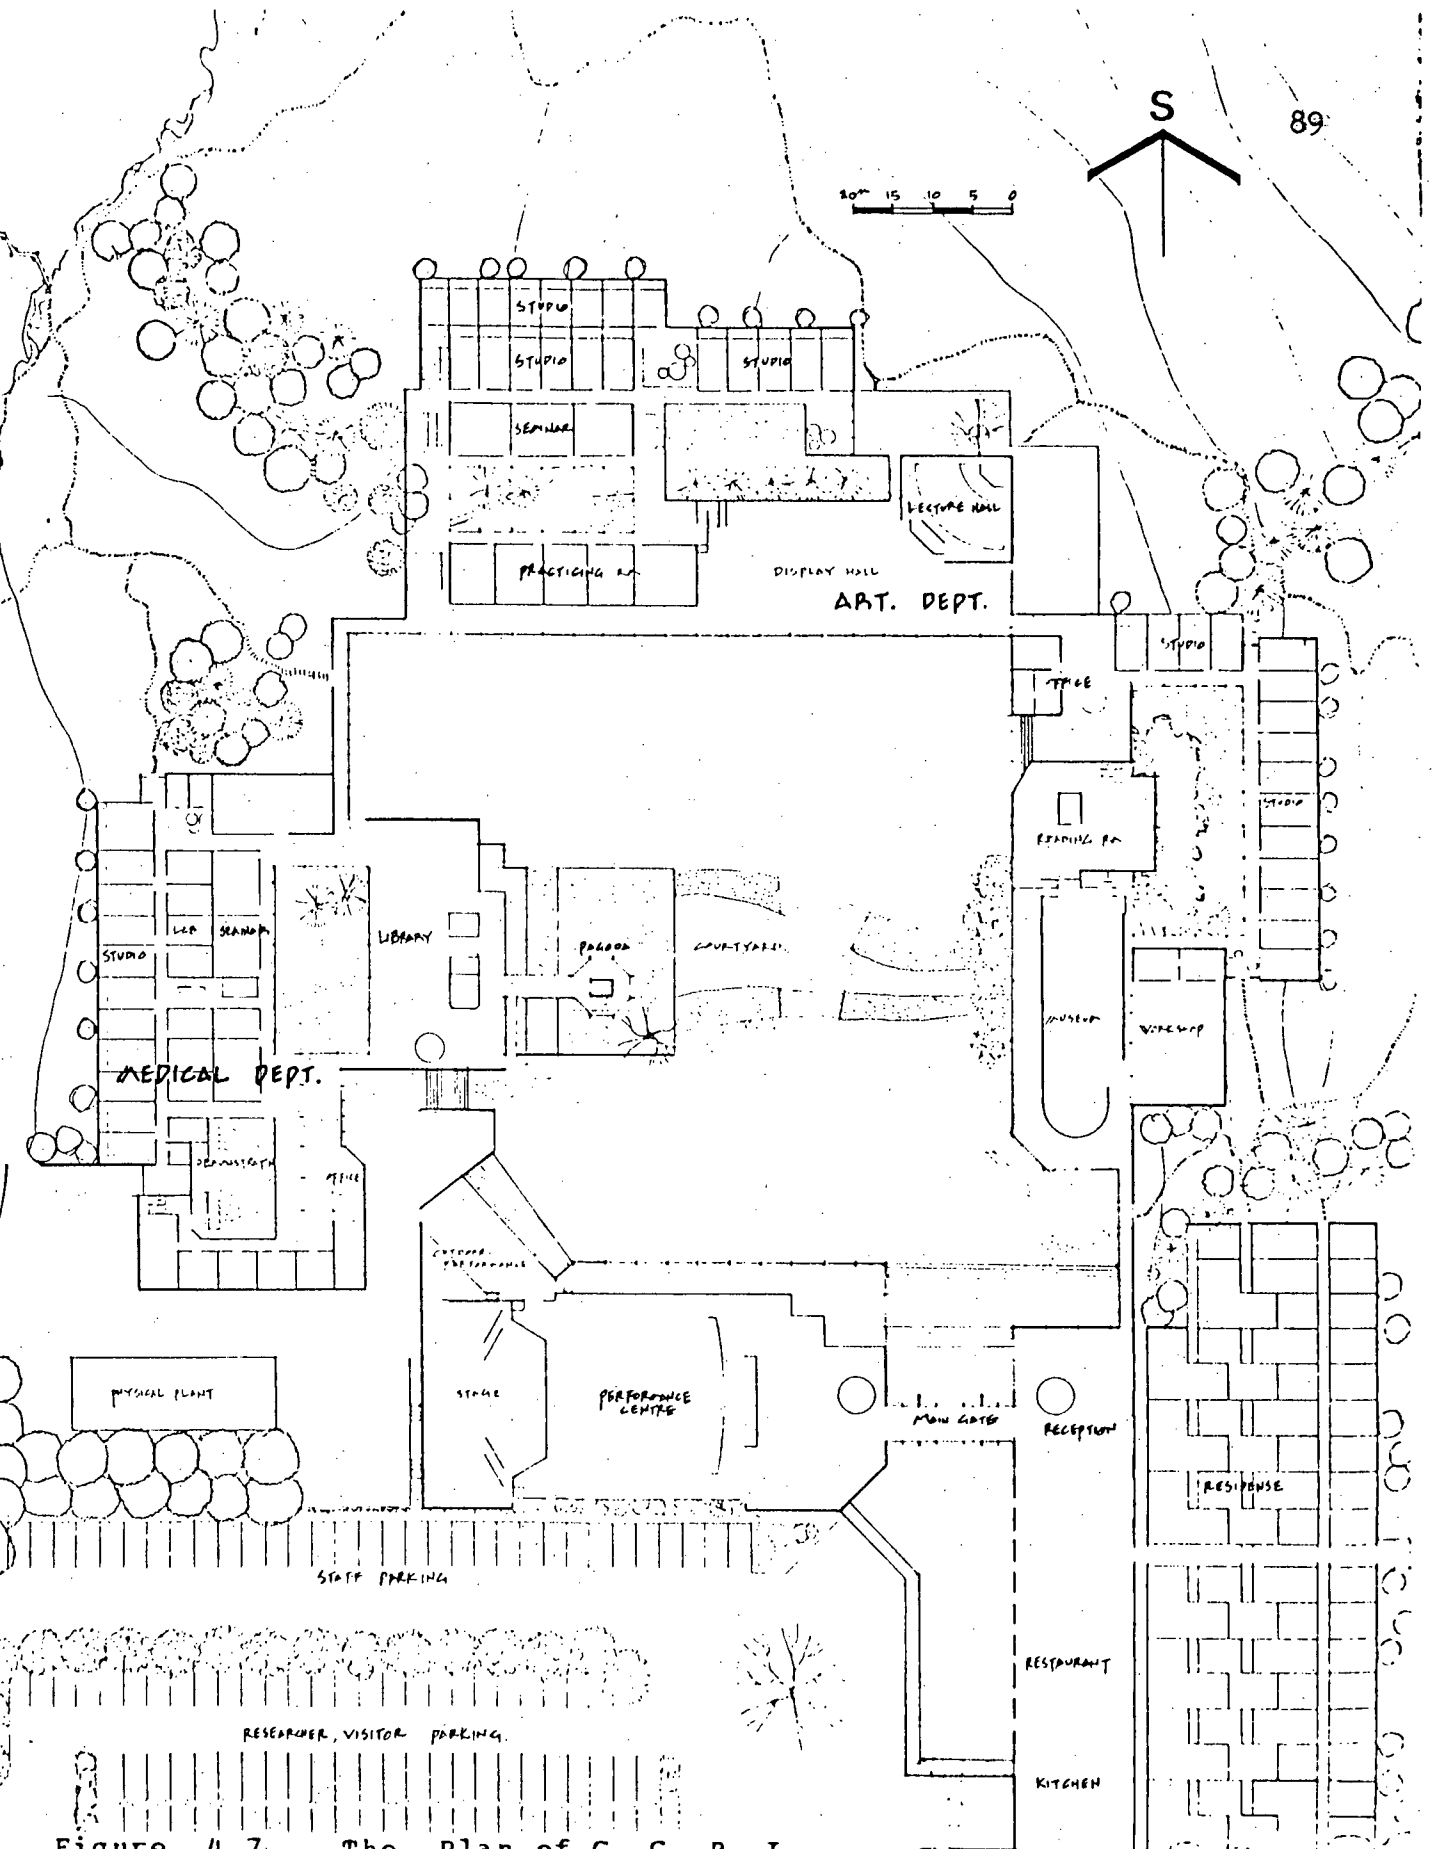 S
89
20m 15 10 5 0
STUDIO
STUDIO
STUDIO
SEMINAR
LECTURE HALL
PRACTICING RM
DISPLAY HALL
ART. DEPT.
STUDIO
OFFICE
STUDIO
READING RM
LIBRARY
PAGODA
COURTYARD
LAB
SEMINAR
STUDIO
MUSEUM
WORKSHOP
MEDICAL DEPT.
OFFICE
OUTDOOR
PERFORMANCE
PHYSICAL PLANT
STAGE
PERFORMANCE
CENTRE
MAIN GATE
RECEPTION
RESIDENSE
STAFF PARKING
RESTAURANT
RESEARCHER, VISITOR PARKING.
KITCHEN
Figure 4.7 The Plan of C. C. R. I.